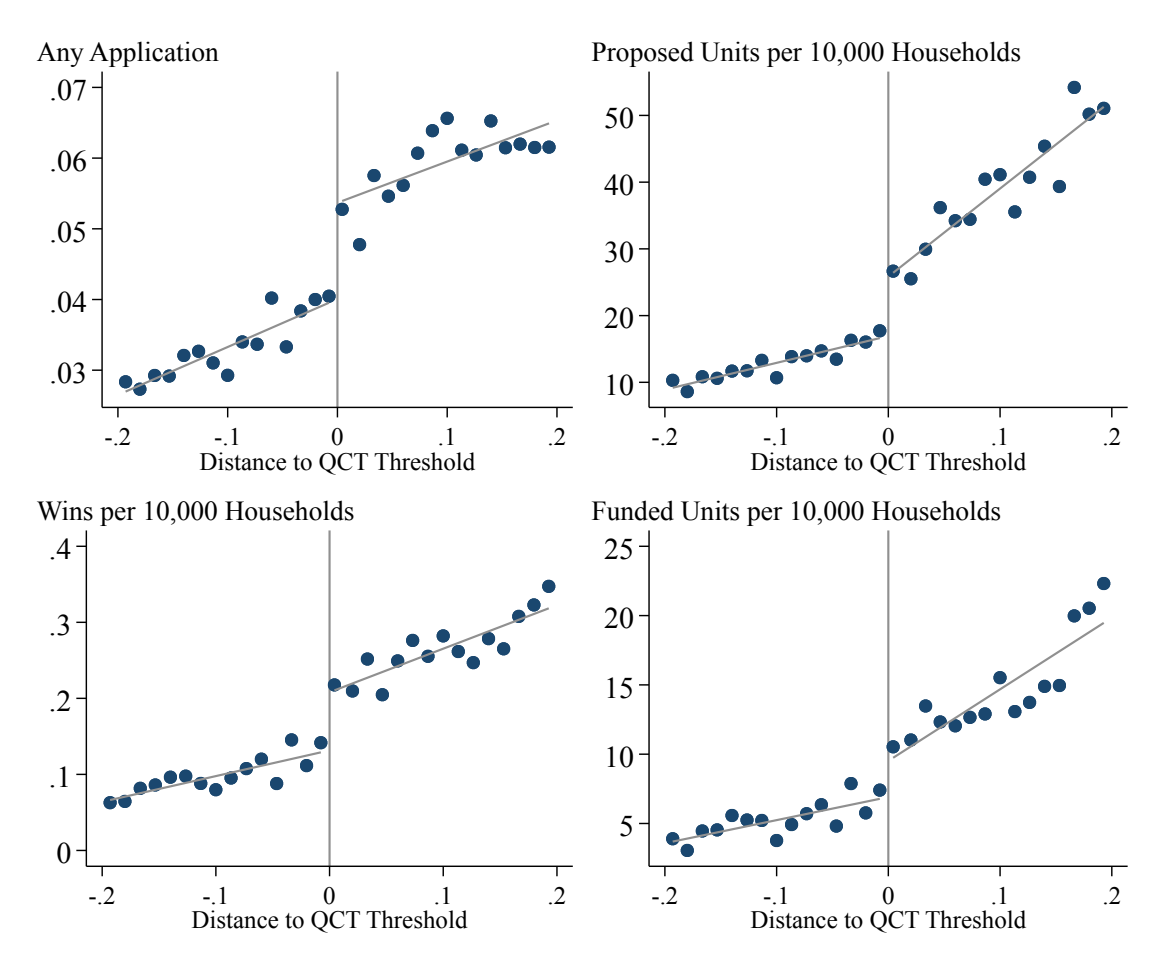 Any Application
.07
.06
.05
.04
.03
-.2 -.1 0 .1 .2
Distance to QCT Threshold
Proposed Units per 10,000 Households
50
40
30
20
10
-.2 -.1 0 .1 .2
Distance to QCT Threshold
Wins per 10,000 Households
.4
.3
.2
.1
0
-.2 -.1 0 .1 .2
Distance to QCT Threshold
Funded Units per 10,000 Households
25
20
15
10
5
-.2 -.1 0 .1 .2
Distance to QCT Threshold